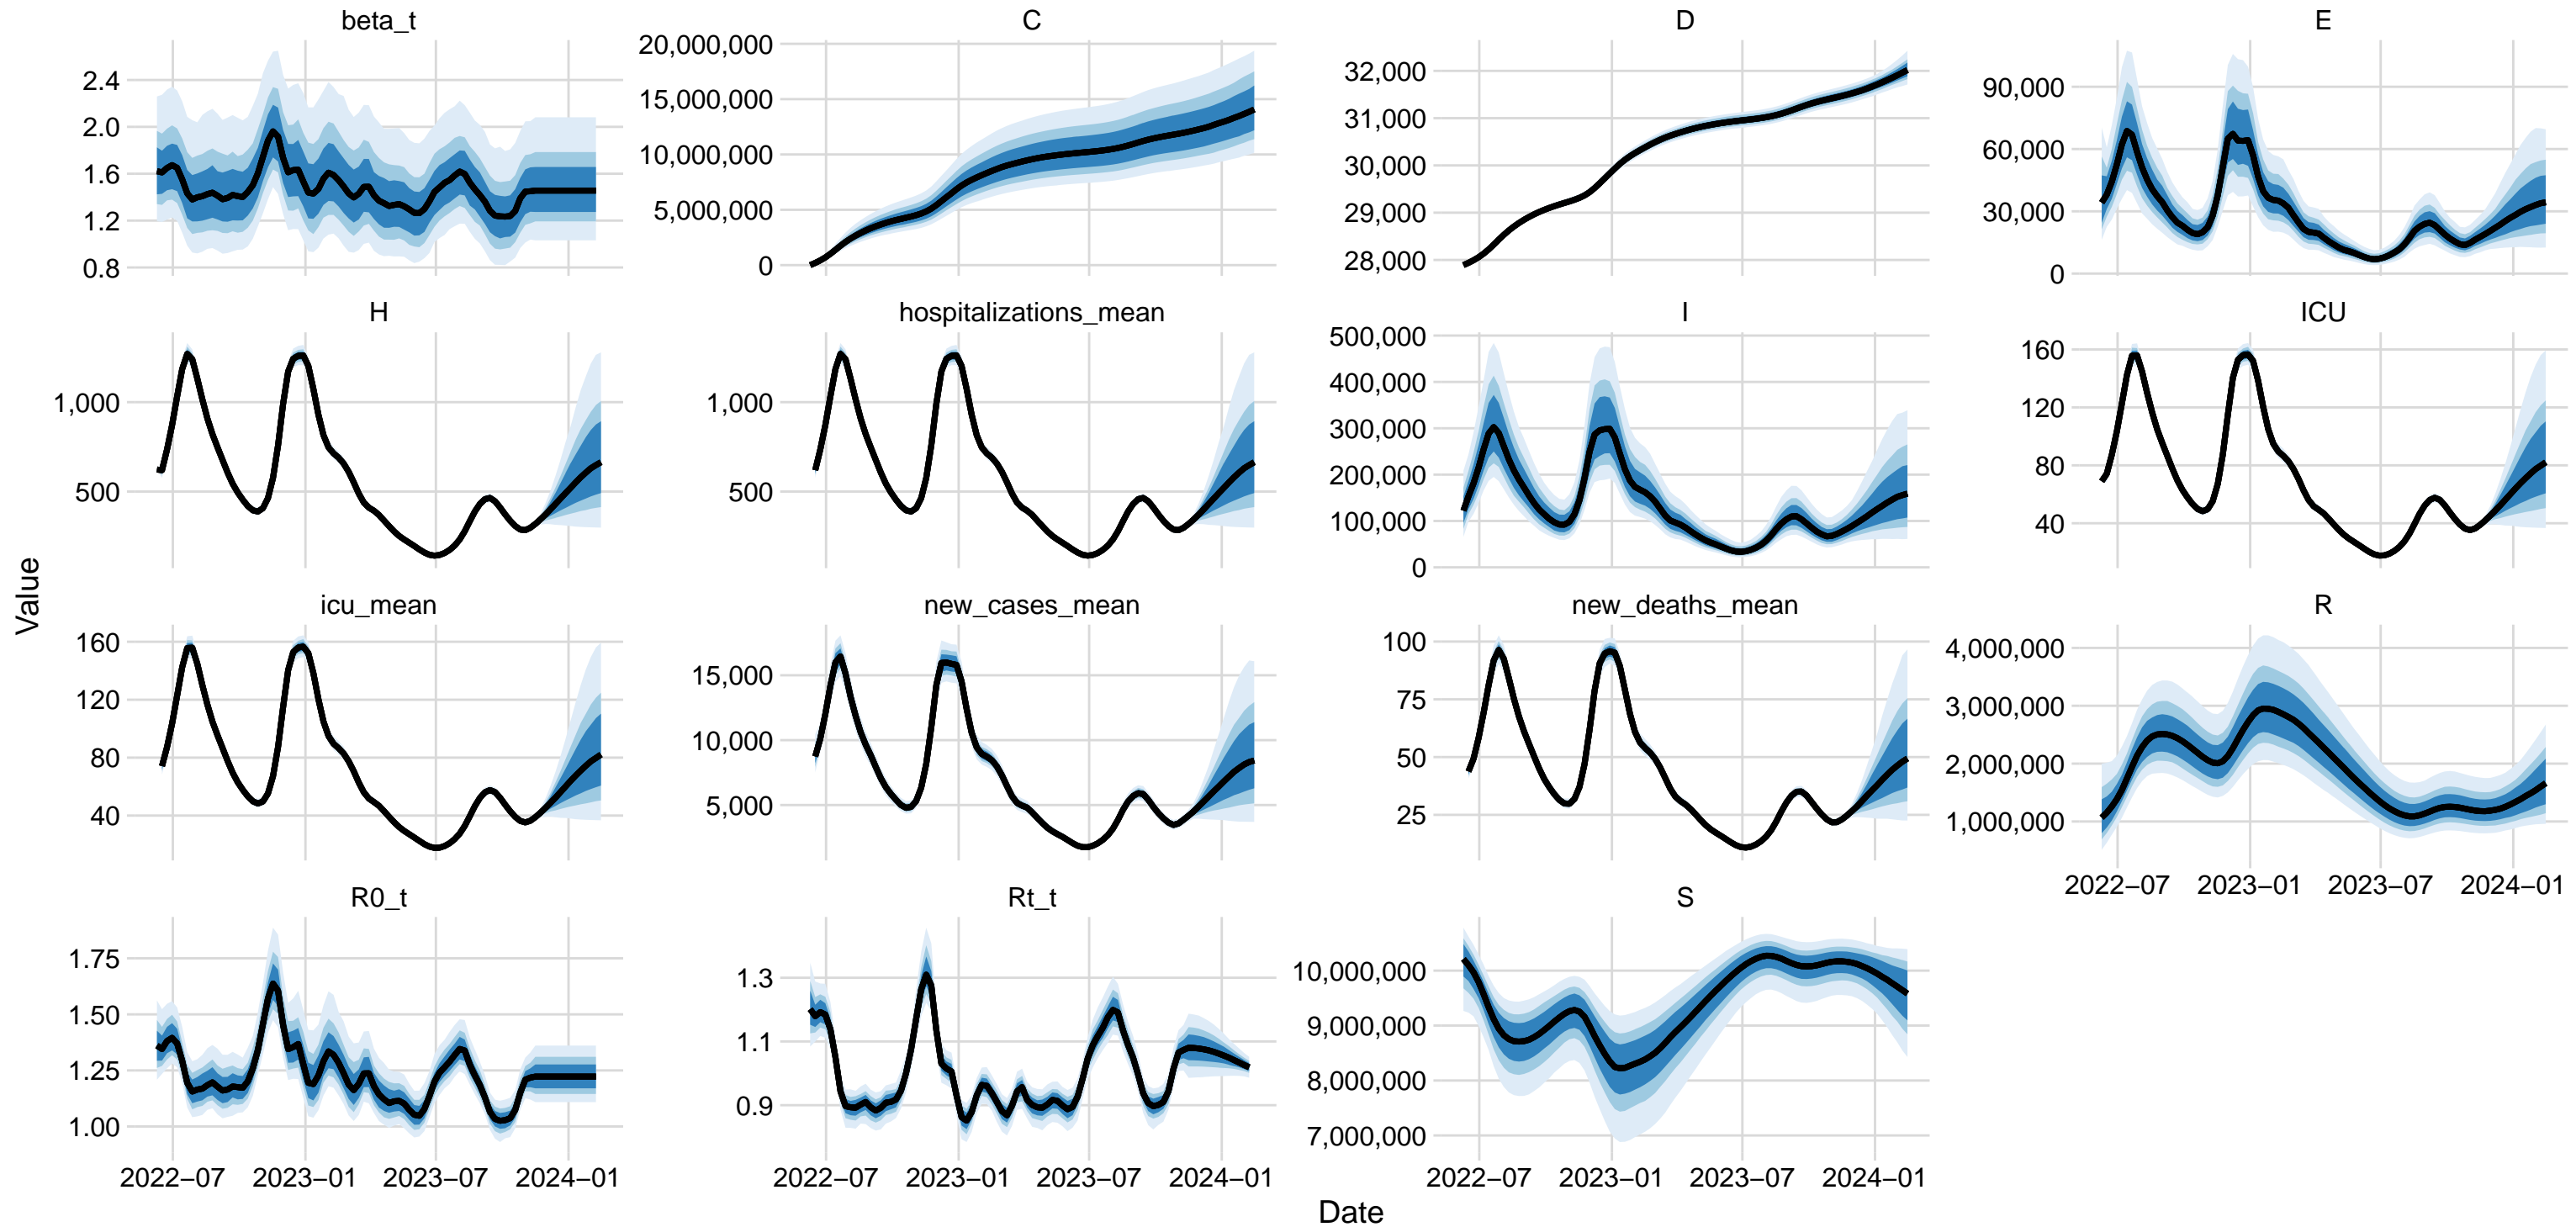 beta_t
C
D
E
2.4
2.0
1.6
1.2
0.8
20,000,000
15,000,000
10,000,000
5,000,000
0
32,000
31,000
30,000
29,000
28,000
90,000
60,000
30,000
0
H
hospitalizations_mean
I
ICU
1,000
500
1,000
500
500,000
400,000
300,000
200,000
100,000
0
160
120
80
40
Value
icu_mean
new_cases_mean
new_deaths_mean
R
160
120
80
40
15,000
10,000
5,000
100
75
50
25
4,000,000
3,000,000
2,000,000
1,000,000
2022−07 2023−01 2023−07 2024−01
R0_t
Rt_t
S
1.75
1.50
1.25
1.00
1.3
1.1
0.9
10,000,000
9,000,000
8,000,000
7,000,000
2022−07 2023−01 2023−07 2024−01
2022−07 2023−01 2023−07 2024−01
2022−07 2023−01 2023−07 2024−01
Date